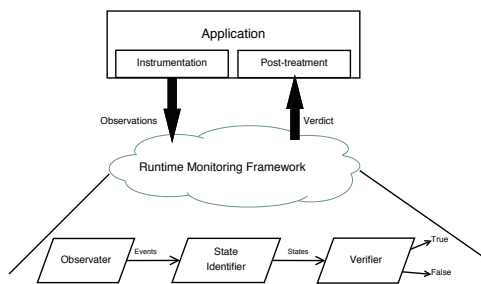 Application
Instrumentation
Post-treatment
Observations
Verdict
Runtime Monitoring Framework
Observater
Events
State
Identifier
States
Verifier
True
False